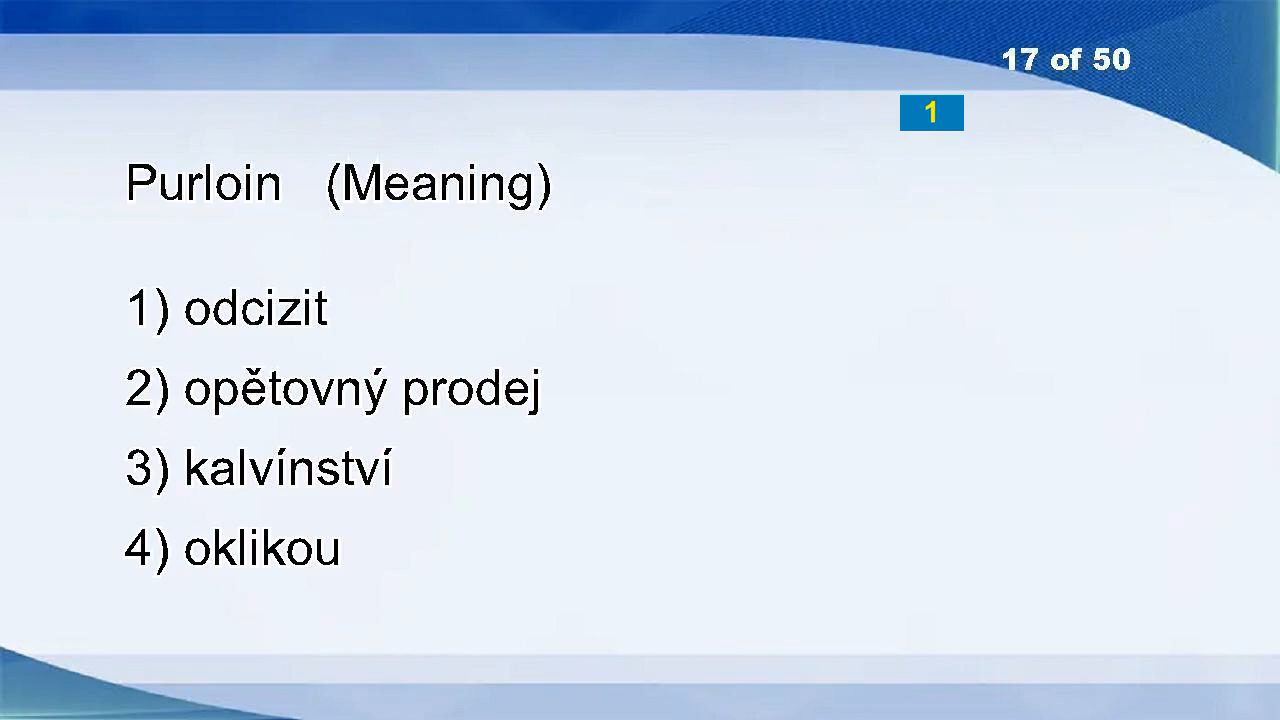 17 of 50
1
Purloin (Meaning)
1) odcizit
2) opětovný prodej
3) kalvínství
4) oklikou